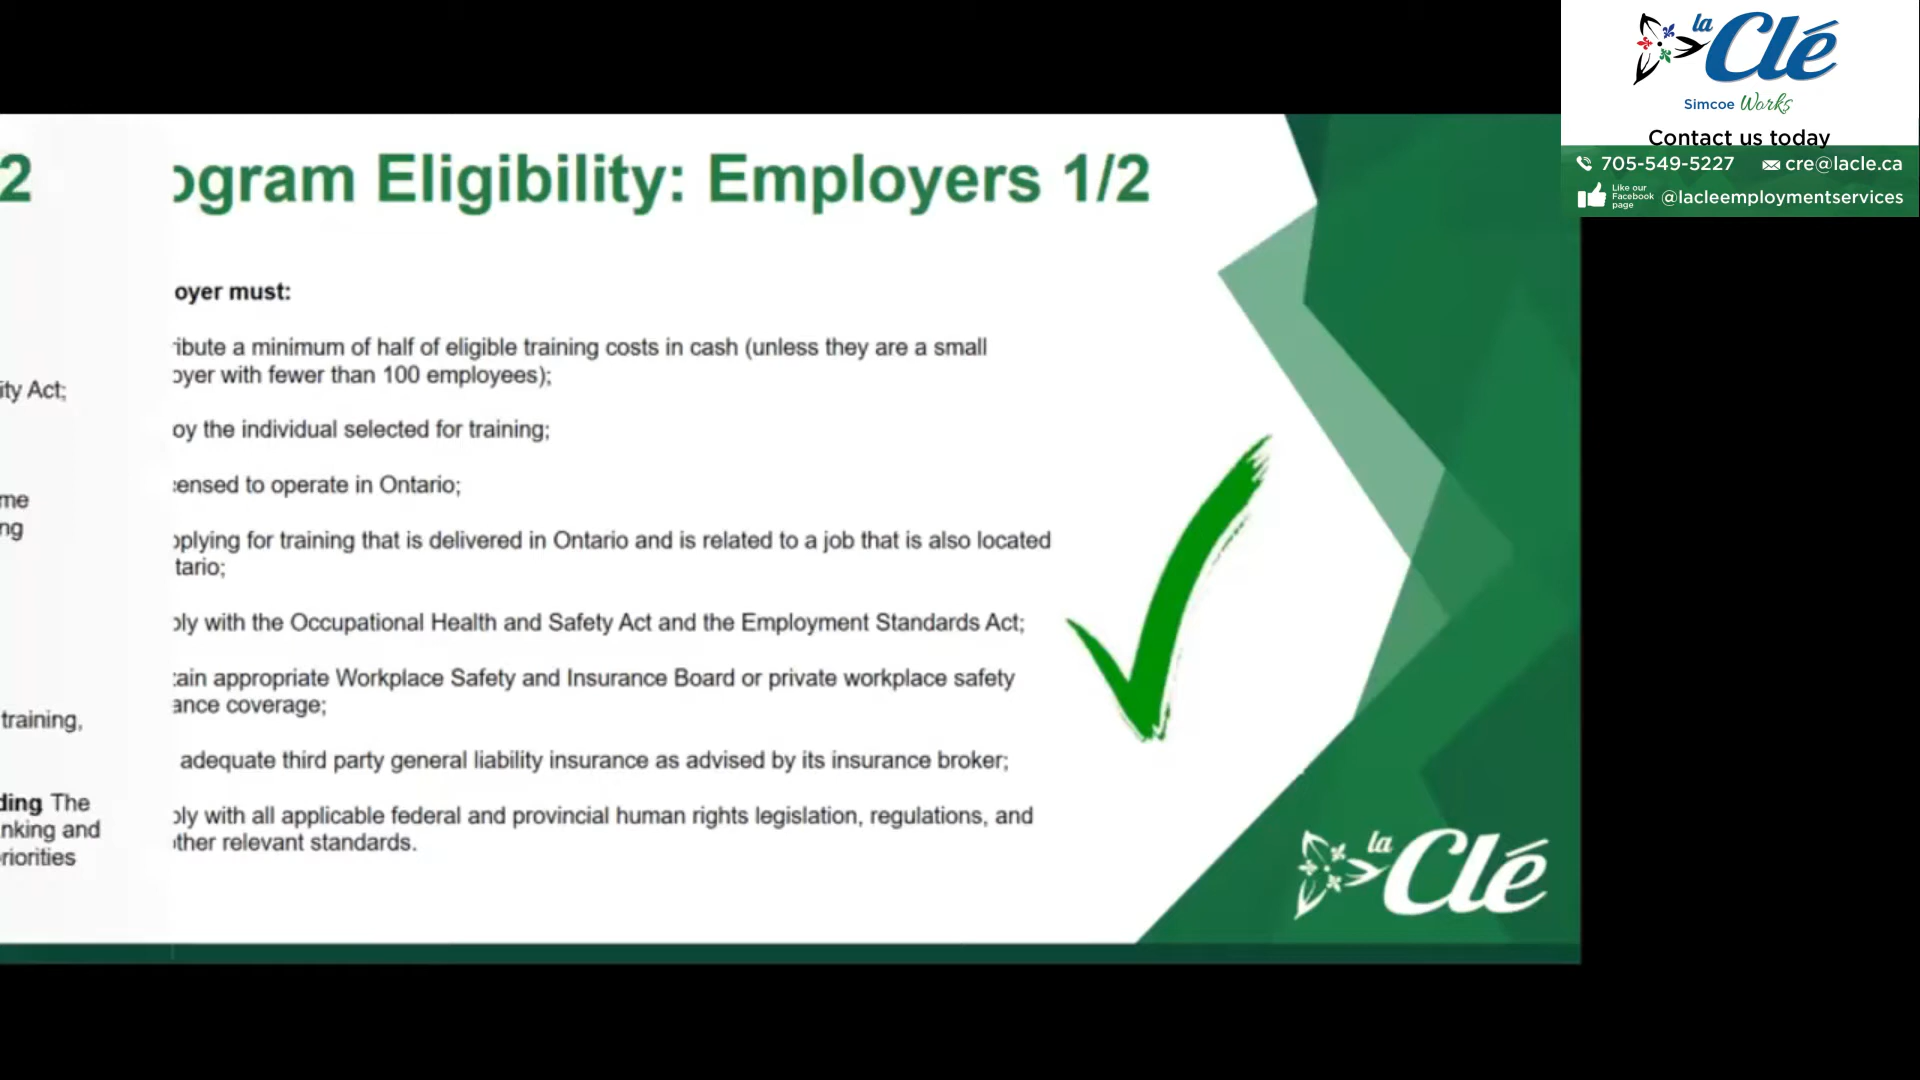 la Clé
Simcoe Works
Contact us today
705-549-5227 cre@lacle.ca
Like our
Facebook
page
@lacleemploymentservices
2
ogram Eligibility: Employers 1/2
oyer must:
ribute a minimum of half of eligible training costs in cash (unless they are a small
oyer with fewer than 100 employees);
ity Act;
oy the individual selected for training;
ensed to operate in Ontario;
me
ng
pplying for training that is delivered in Ontario and is related to a job that is also located
tario;
ply with the Occupational Health and Safety Act and the Employment Standards Act;
tain appropriate Workplace Safety and Insurance Board or private workplace safety
ance coverage;
training,
adequate third party general liability insurance as advised by its insurance broker;
ding The
nking and
riorities
ply with all applicable federal and provincial human rights legislation, regulations, and
ther relevant standards.
la Clé